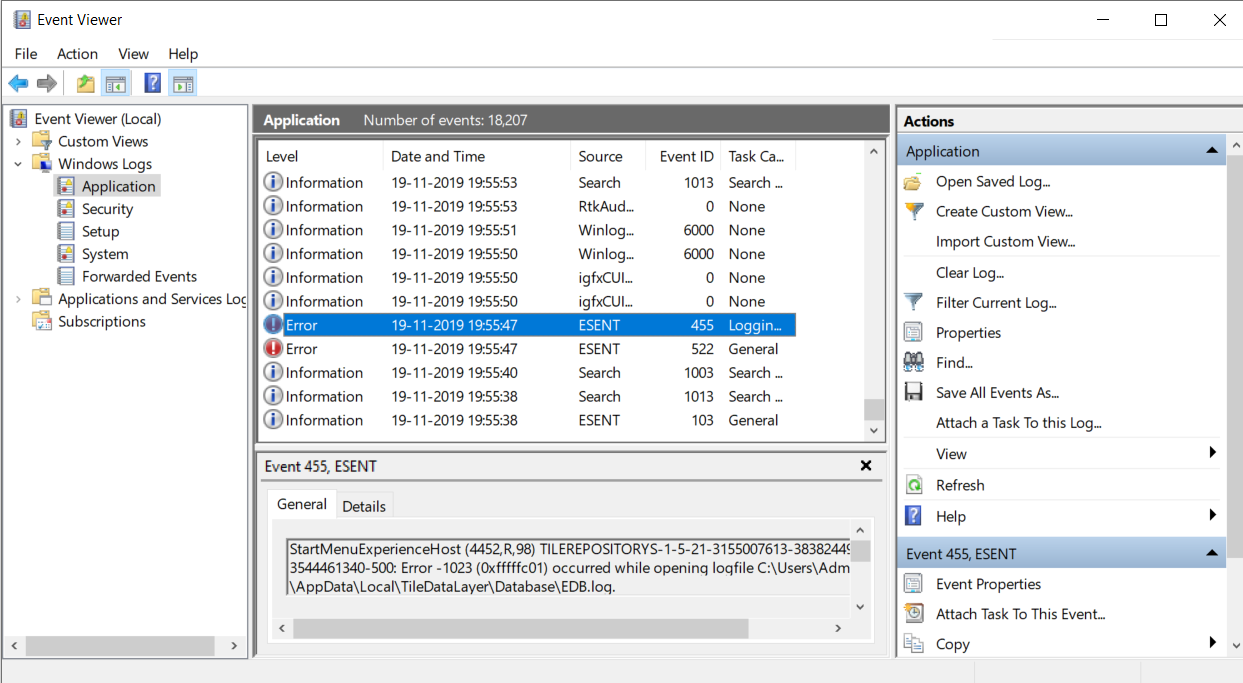 Event Viewer
File Action View Help
Event Viewer (Local)
Custom Views
Windows Logs
Application
Security
Setup
System
Forwarded Events
Applications and Services Log
Subscriptions
Application Number of events: 18,207
Level Date and Time Source Event ID Task Ca...
Information 19-11-2019 19:55:53 Search 1013 Search ...
Information 19-11-2019 19:55:53 RtkAud... 0 None
Information 19-11-2019 19:55:51 Winlog... 6000 None
Information 19-11-2019 19:55:50 Winlog... 6000 None
Information 19-11-2019 19:55:50 igfxCUI... 0 None
Information 19-11-2019 19:55:50 igfxCUI... 0 None
Error 19-11-2019 19:55:47 ESENT 455 Loggin...
Error 19-11-2019 19:55:47 ESENT 522 General
Information 19-11-2019 19:55:40 Search 1003 Search ...
Information 19-11-2019 19:55:38 Search 1013 Search ...
Information 19-11-2019 19:55:38 ESENT 103 General
Event 455, ESENT
General Details
StartMenuExperienceHost (4452,R,98) TILEREPOSITORYS-1-5-21-3155007613-38382449
3544461340-500: Error -1023 (0xfffffc01) occurred while opening logfile C:\Users\Adm
\AppData\Local\TileDataLayer\Database\EDB.log.
Actions
Application
Open Saved Log...
Create Custom View...
Import Custom View...
Clear Log...
Filter Current Log...
Properties
Find...
Save All Events As...
Attach a Task To this Log...
View
Refresh
Help
Event 455, ESENT
Event Properties
Attach Task To This Event...
Copy